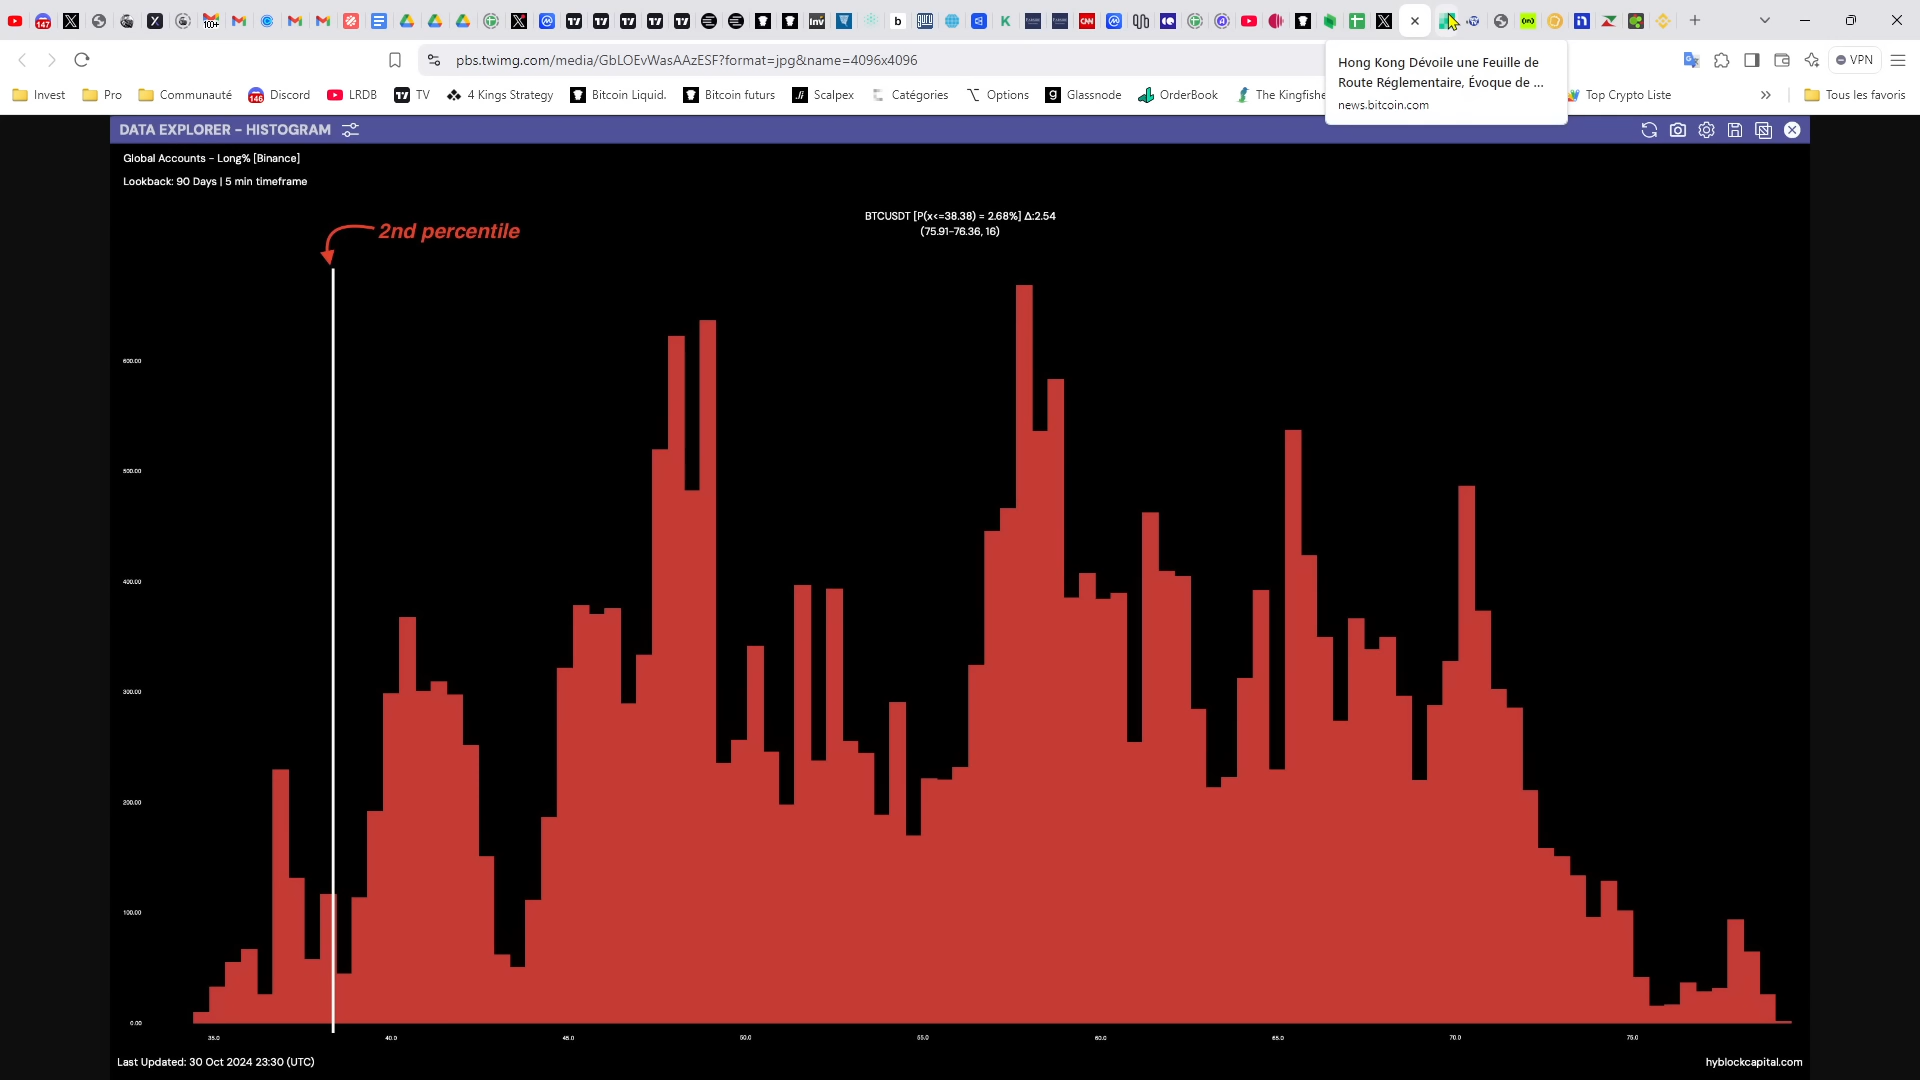 pbs.twimg.com/media/GbLOEvWasAAzESF?format=jpg&name=4096x4096
VPN
Hong Kong Dévoile une Feuille de
Route Réglementaire, Évoque de ...
news.bitcoin.com
Invest
Pro
Communauté
Discord
LRDB
TV
4 Kings Strategy
Bitcoin Liquid.
Bitcoin futurs
Scalpex
Catégories
Options
Glassnode
OrderBook
The Kingfishe
Top Crypto Liste
Tous les favoris
DATA EXPLORER - HISTOGRAM
Global Accounts - Long% [Binance]
Lookback: 90 Days | 5 min timeframe
BTCUSDT [P(x<=38.38) = 2.68%] Δ:2.54
(75.91-76.36, 16)
2nd percentile
600.00
500.00
400.00
300.00
200.00
100.00
0.00
35.0 40.0 45.0 50.0 55.0 60.0 65.0 70.0 75.0
Last Updated: 30 Oct 2024 23:30 (UTC)
hyblockcapital.com